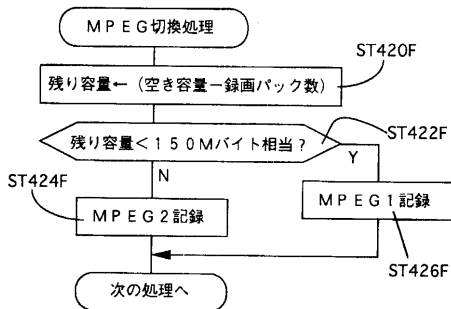 MPEG切換処理
ST420F
残り容量←(空き容量−録画パック数)
ST422F
残り容量<150Mバイト相当?
Y
N
ST424F
MPEG2記録
MPEG1記録
ST426F
次の処理へ